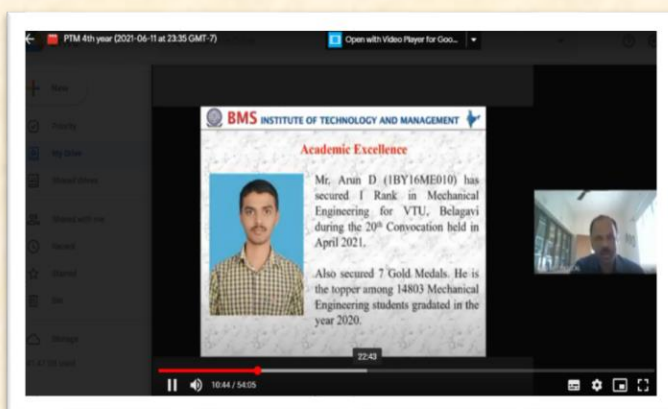 PTM 4th year (2021-06-11 at 23:35 GMT-7)
Open with Video Player for Goo...
New
Priority
My Drive
Shared drives
Shared with me
Recent
Starred
Bin
Storage
BMS INSTITUTE OF TECHNOLOGY AND MANAGEMENT
Academic Excellence
Mr. Arun D (1BY16ME010) has
secured I Rank in Mechanical
Engineering for VTU, Belagavi
during the 20th Convocation held in
April 2021.
Also secured 7 Gold Medals. He is
the topper among 14803 Mechanical
Engineering students gradated in the
year 2020.
22:43
10:44 / 54:05